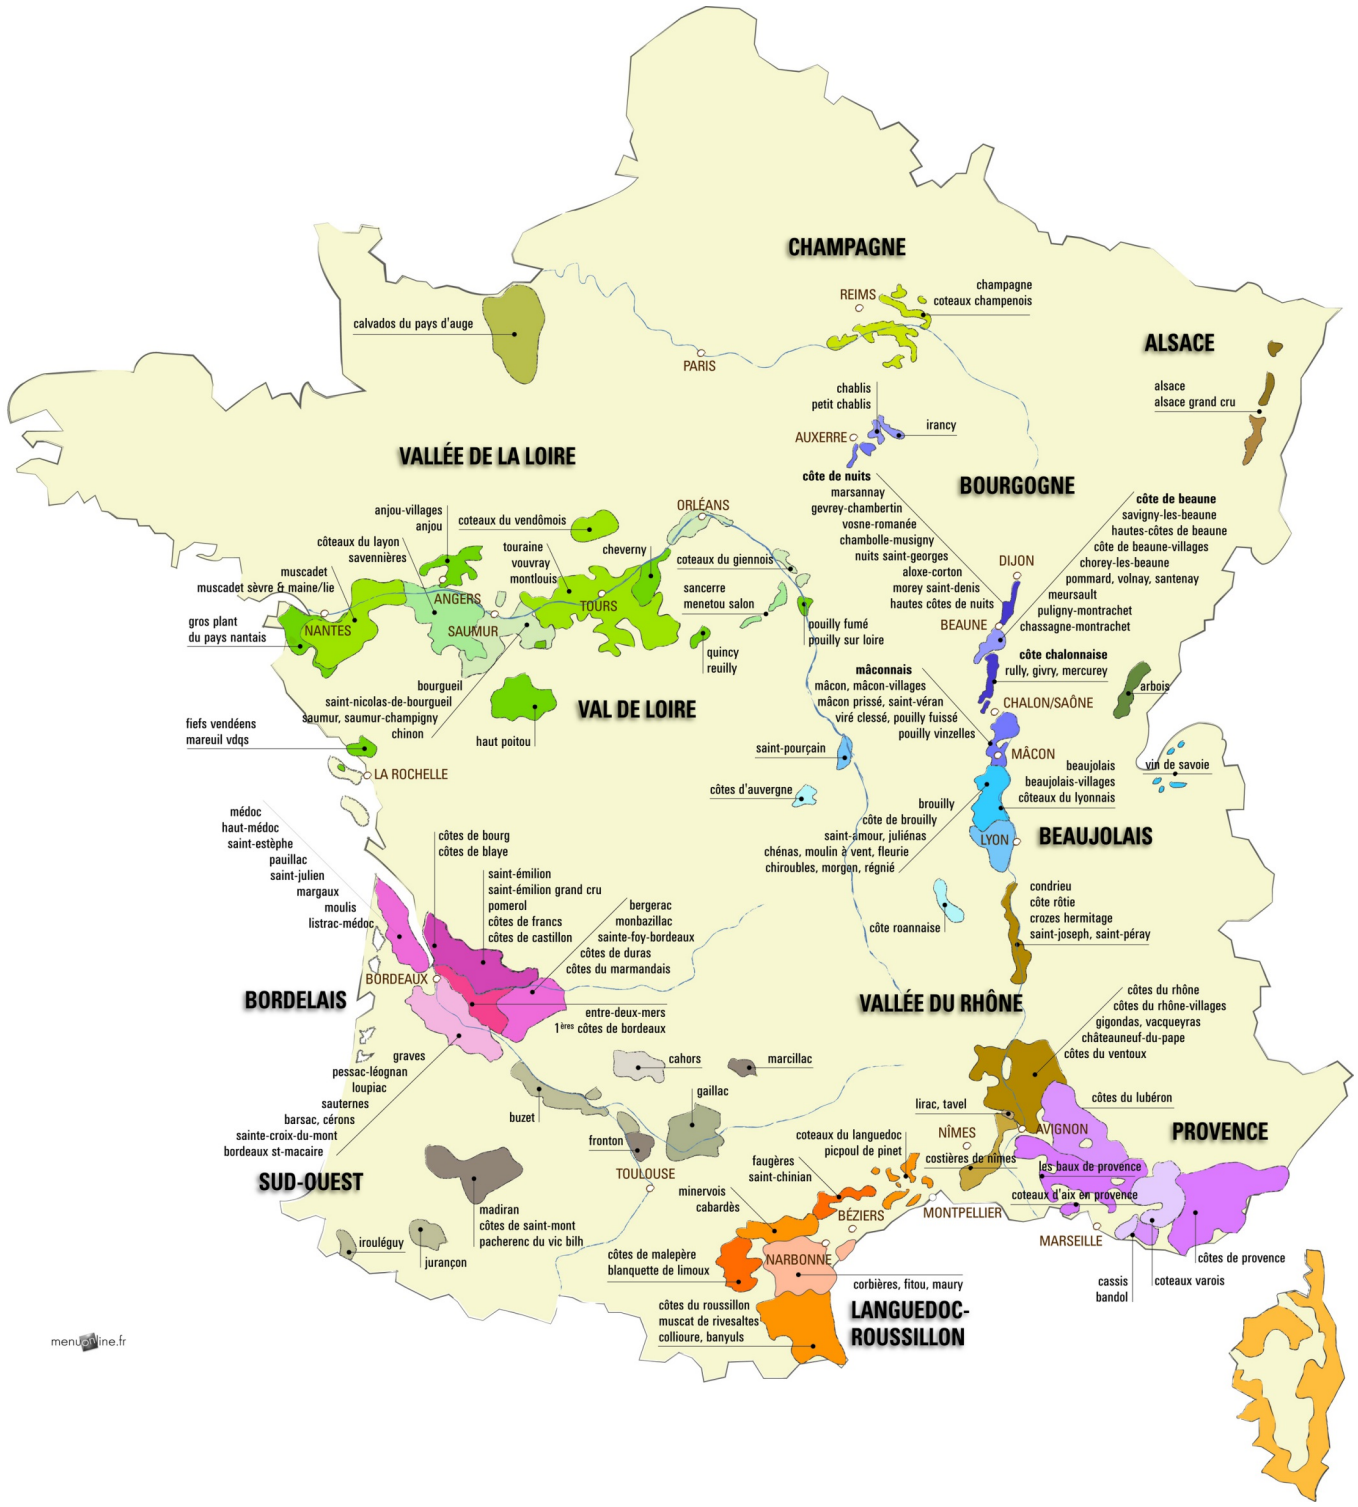 CHAMPAGNE
champagne
coteaux champenois
REIMS
calvados du pays d'auge
PARIS
ALSACE
alsace
alsace grand cru
chablis
petit chablis
irancy
AUXERRE
VALLÉE DE LA LOIRE
BOURGOGNE
côte de nuits
marsannay
gevrey-chambertin
vosne-romanée
chambolle-musigny
nuits saint-georges
aloxe-corton
morey saint-denis
hautes côtes de nuits
côte de beaune
savigny-les-beaune
hautes-côtes de beaune
côte de beaune-villages
chorey-les-beaune
pommard, volnay, santenay
meursault
puligny-montrachet
chassagne-montrachet
DIJON
BEAUNE
côte chalonnaise
rully, givry, mercurey
CHALON/SAÔNE
arbois
ORLÉANS
anjou-villages
anjou
coteaux du vendômois
côteaux du layon
savennières
touraine
vouvray
montlouis
cheverny
coteaux du giennois
muscadet
muscadet sèvre & maine/lie
sancerre
menetou salon
ANGERS
TOURS
gros plant
du pays nantais
NANTES
SAUMUR
pouilly fumé
pouilly sur loire
quincy
reuilly
bourgueil
saint-nicolas-de-bourgueil
saumur, saumur-champigny
chinon
VAL DE LOIRE
haut poitou
fiefs vendéens
mareuil vdqs
LA ROCHELLE
mâconnais
mâcon, mâcon-villages
mâcon prissé, saint-véran
viré clessé, pouilly fuissé
pouilly vinzelles
MÂCON
saint-pourçain
côtes d'auvergne
vin de savoie
beaujolais
beaujolais-villages
côteaux du lyonnais
brouilly
côte de brouilly
saint-amour, juliénas
chénas, moulin à vent, fleurie
chiroubles, morgon, régnié
LYON
BEAUJOLAIS
médoc
haut-médoc
saint-estèphe
pauillac
saint-julien
margaux
moulis
listrac-médoc
côtes de bourg
côtes de blaye
saint-émilion
saint-émilion grand cru
pomerol
côtes de francs
côtes de castillon
bergerac
monbazillac
sainte-foy-bordeaux
côtes de duras
côtes du marmandais
côte roannaise
condrieu
côte rôtie
crozes hermitage
saint-joseph, saint-péray
BORDEAUX
BORDELAIS
entre-deux-mers
1ères côtes de bordeaux
VALLÉE DU RHÔNE
côtes du rhône
côtes du rhône-villages
gigondas, vacqueyras
châteauneuf-du-pape
côtes du ventoux
graves
pessac-léognan
loupiac
sauternes
barsac, cérons
sainte-croix-du-mont
bordeaux st-macaire
cahors
marcillac
gaillac
buzet
fronton
TOULOUSE
lirac, tavel
côtes du lubéron
AVIGNON
NÎMES
PROVENCE
coteaux du languedoc
picpoul de pinet
costières de nîmes
les baux de provence
coteaux d'aix en provence
SUD-OUEST
faugères
saint-chinian
minervois
cabardès
BÉZIERS
MONTPELLIER
MARSEILLE
madiran
côtes de saint-mont
pacherenc du vic bilh
irouléguy
jurançon
côtes de malepère
blanquette de limoux
NARBONNE
corbières, fitou, maury
côtes de provence
coteaux varois
cassis
bandol
côtes du roussillon
muscat de rivesaltes
collioure, banyuls
LANGUEDOC-
ROUSSILLON
menuonline.fr